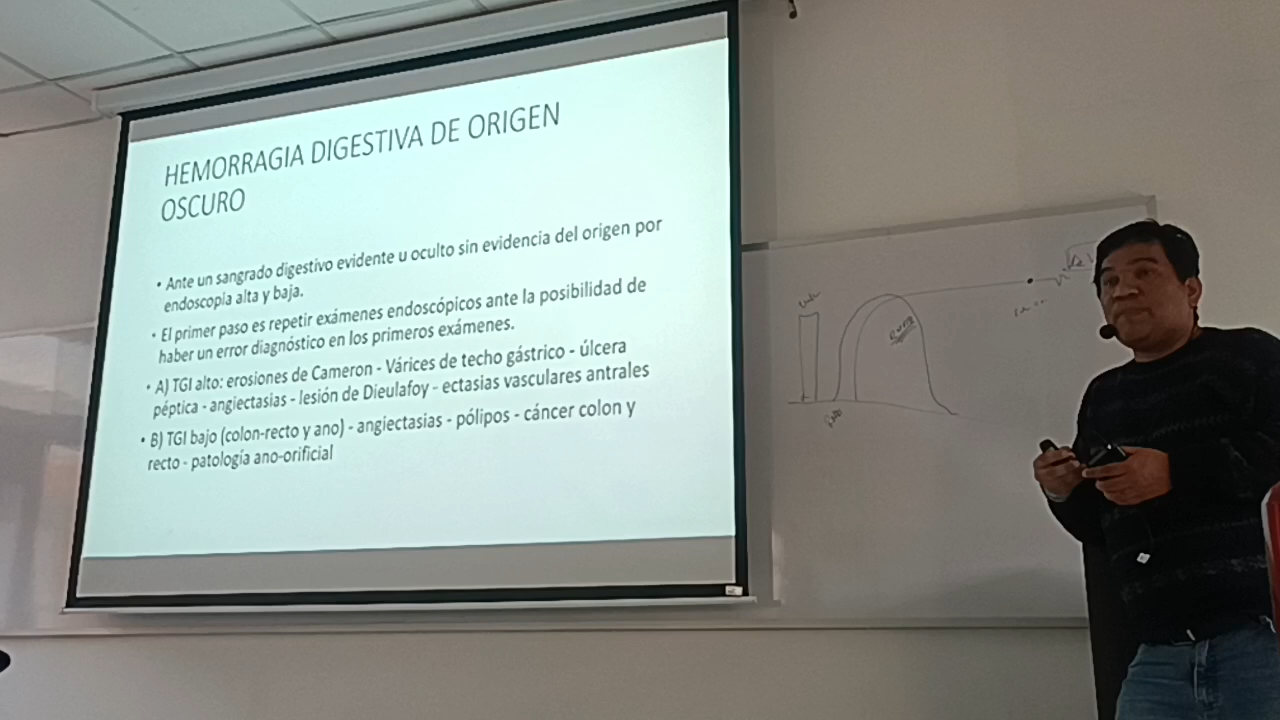 HEMORRAGIA DIGESTIVA DE ORIGEN
OSCURO
• Ante un sangrado digestivo evidente u oculto sin evidencia del origen por
endoscopia alta y baja.
• El primer paso es repetir exámenes endoscópicos ante la posibilidad de
haber un error diagnóstico en los primeros exámenes.
• A) TGI alto: erosiones de Cameron - Várices de techo gástrico - úlcera
péptica - angiectasias - lesión de Dieulafoy - ectasias vasculares antrales
• B) TGI bajo (colon-recto y ano) - angiectasias - pólipos - cáncer colon y
recto - patología ano-orificial